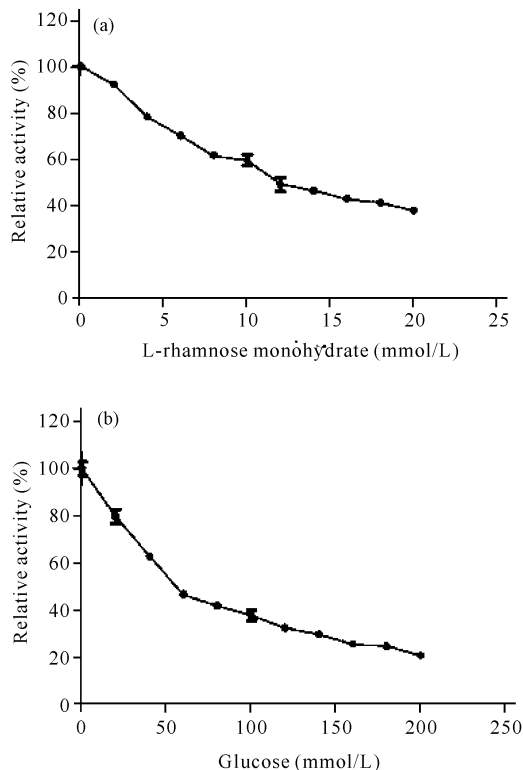 (a)
Relative activity (%)
120
100
80
60
40
20
0
0 5 10 15 20 25
L-rhamnose monohydrate (mmol/L)
(b)
Relative activity (%)
120
100
80
60
40
20
0
0 50 100 150 200 250
Glucose (mmol/L)